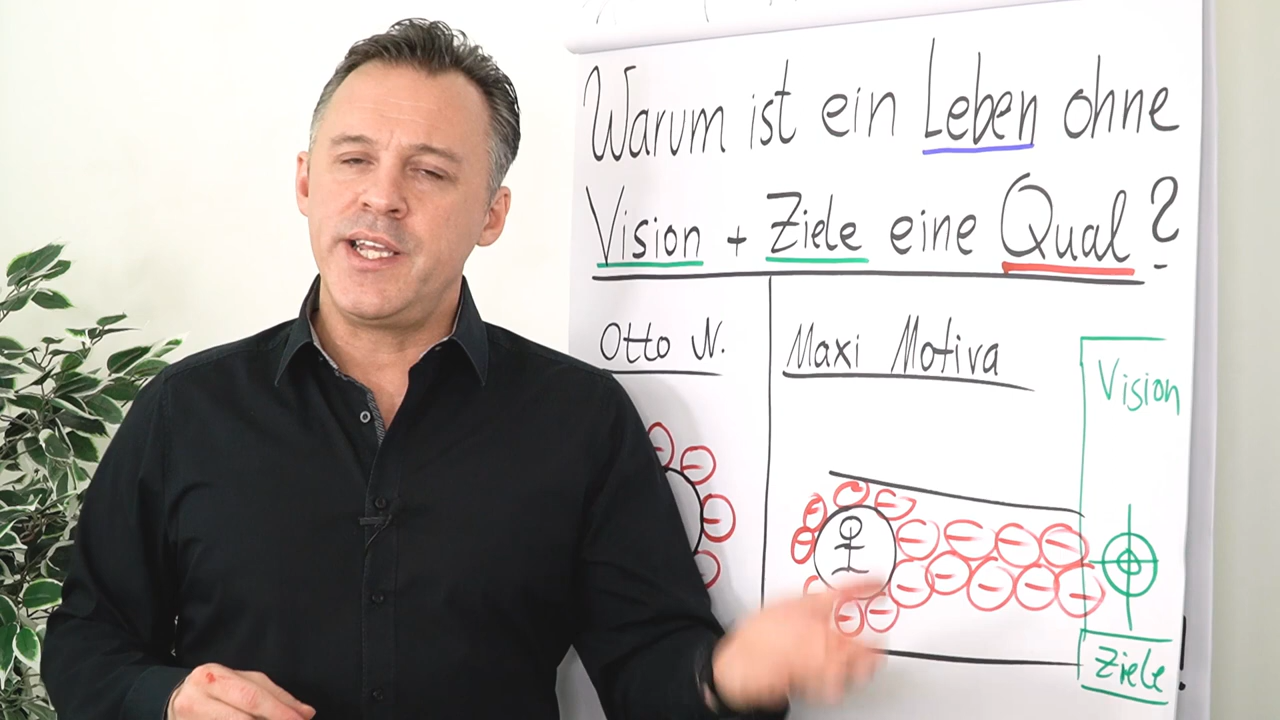 Warum ist ein Leben ohne
Vision + Ziele eine Qual?
Otto N.
Maxi Motiva
Vision
Ziele